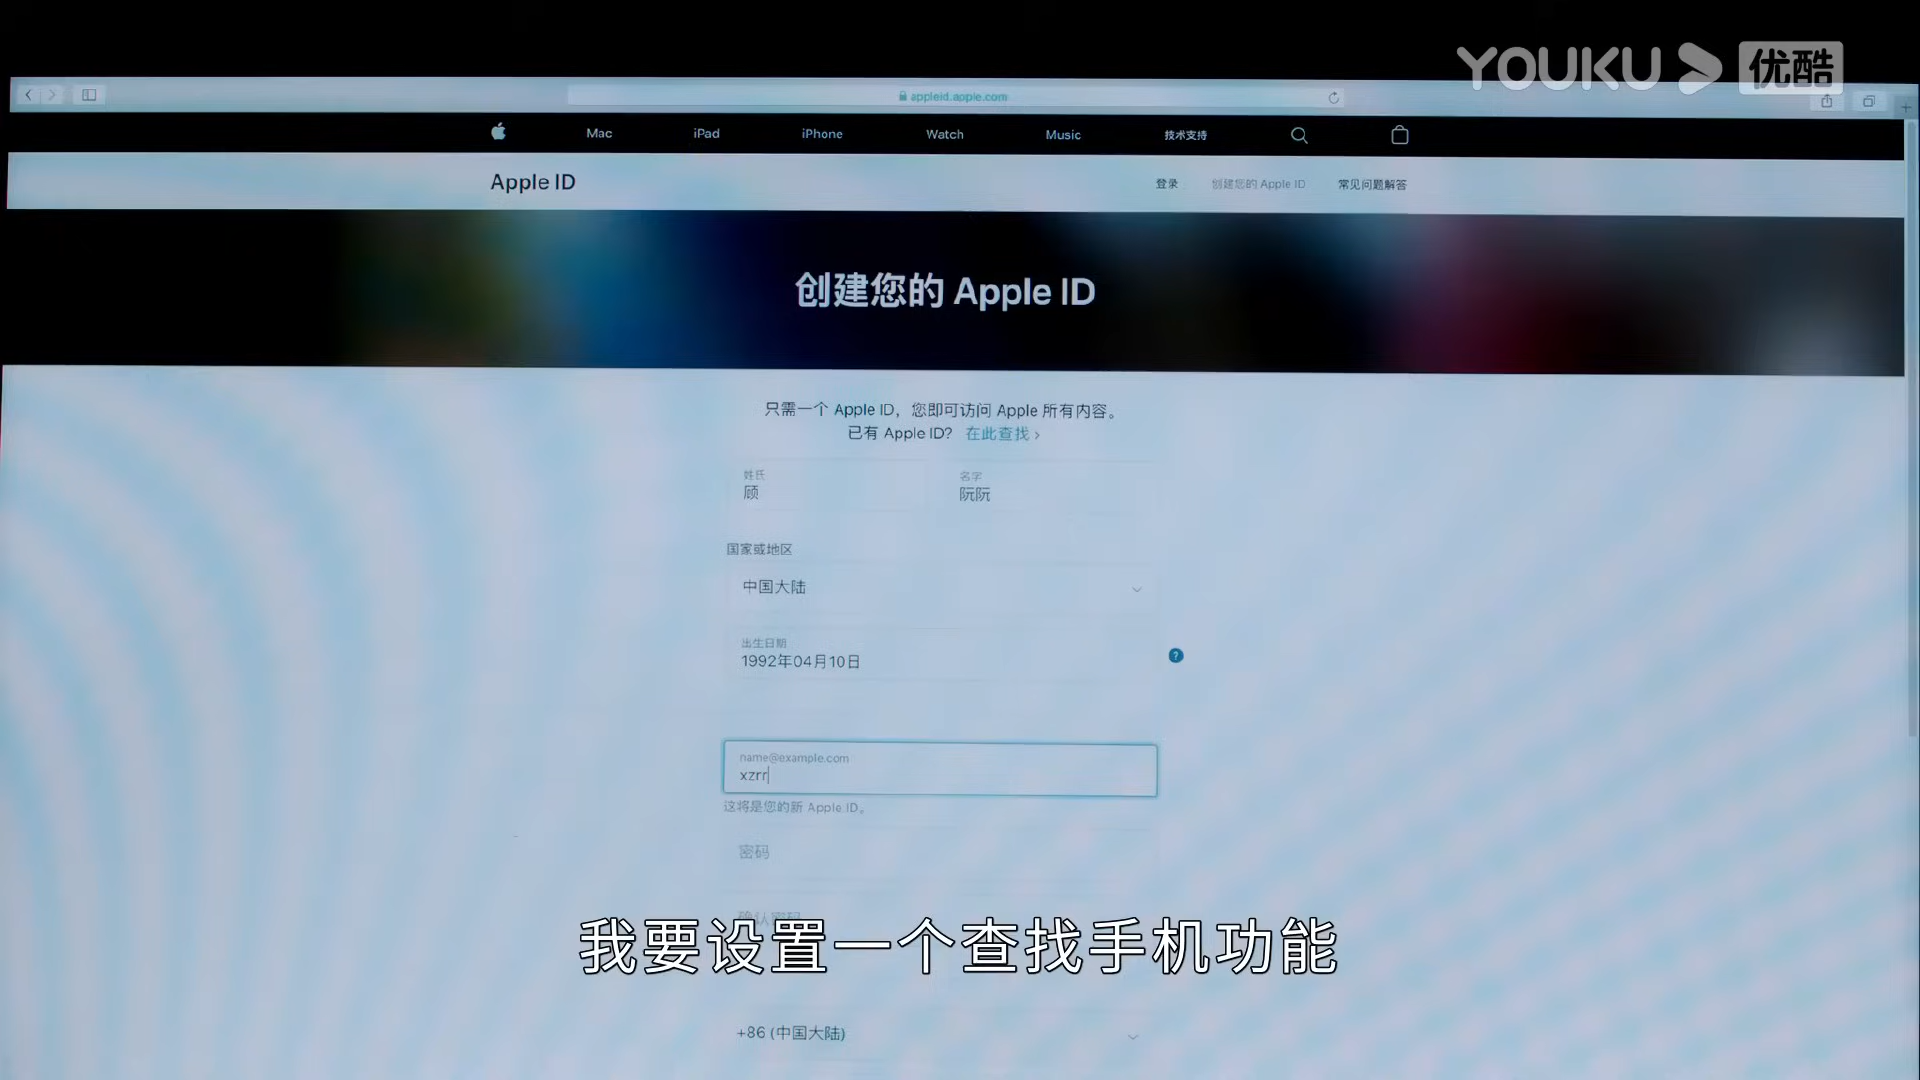 YOUKU 优酷
appleid.apple.com
Mac iPad iPhone Watch Music 技术支持
Apple ID 登录 创建您的 Apple ID 常见问题解答
创建您的 Apple ID
只需一个 Apple ID，您即可访问 Apple 所有内容。
已有 Apple ID？ 在此查找 >
姓氏 名字
顾 阮阮
国家或地区
中国大陆
出生日期
1992年04月10日
?
name@example.com
xzrr
这将是您的新 Apple ID。
密码
确认密码
我要设置一个查找手机功能
+86 (中国大陆)